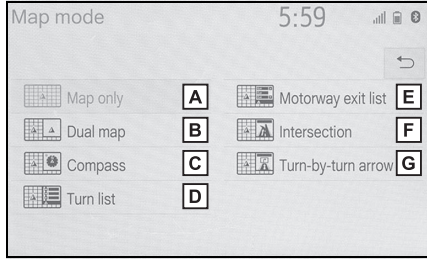 Map mode 5:59
Map only A
Dual map B
Compass C
Turn list D
Motorway exit list E
Intersection F
Turn-by-turn arrow G